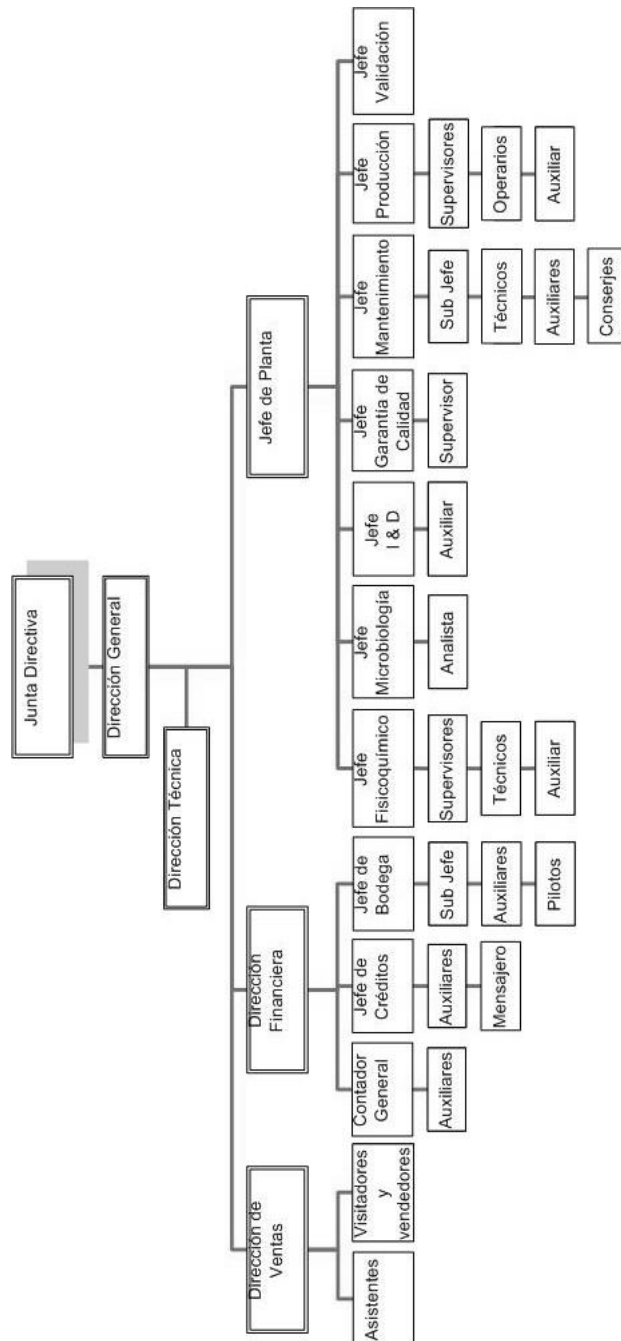 Junta Directiva
Dirección General
Dirección Técnica
Dirección de
Ventas
Dirección
Financiera
Jefe de Planta
Asistentes
Visitadores
y
vendedores
Contador
General
Auxiliares
Jefe de
Créditos
Auxiliares
Mensajero
Jefe de
Bodega
Sub Jefe
Auxiliares
Pilotos
Jefe
Fisicoquímico
Supervisores
Técnicos
Auxiliar
Jefe
Microbiología
Analista
Jefe
I & D
Auxiliar
Jefe
Garantía de
Calidad
Supervisor
Jefe
Mantenimiento
Sub Jefe
Técnicos
Auxiliares
Conserjes
Jefe
Producción
Supervisores
Operarios
Auxiliar
Jefe
Validación